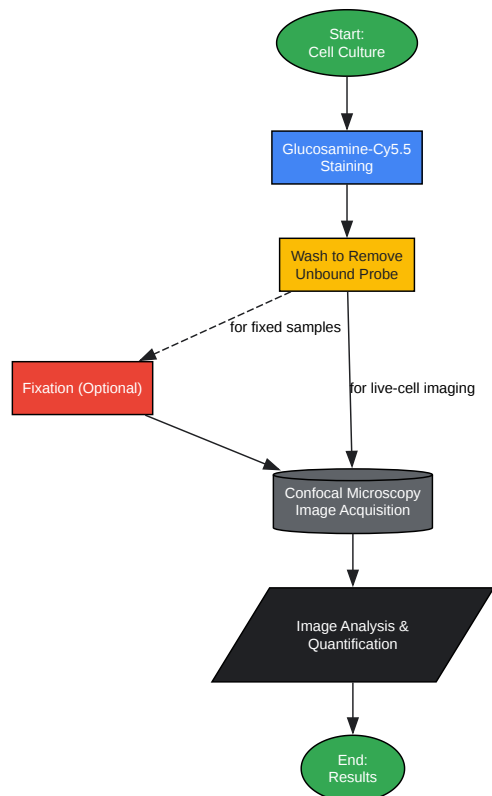 Start:
Cell Culture
Glucosamine-Cy5.5
Staining
Wash to Remove
Unbound Probe
for fixed samples
Fixation (Optional)
for live-cell imaging
Confocal Microscopy
Image Acquisition
Image Analysis &
Quantification
End:
Results